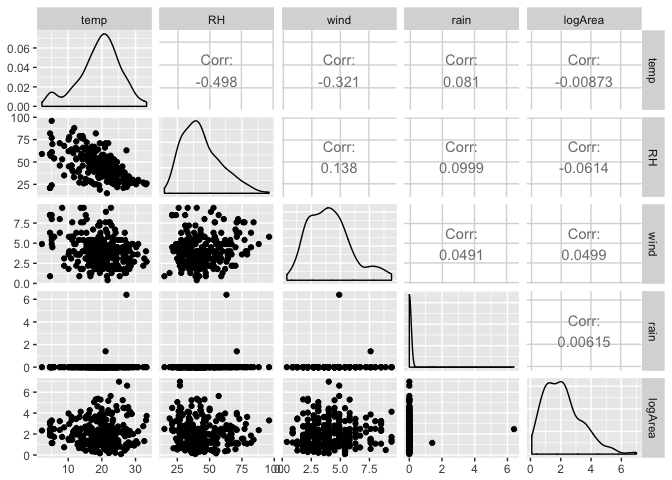 temp RH wind rain logArea
0.06
0.04
0.02
0.00
Corr:
-0.498
Corr:
-0.321
Corr:
0.081
Corr:
-0.00873
temp
100
75
50
25
Corr:
0.138
Corr:
0.0999
Corr:
-0.0614
RH
7.5
5.0
2.5
0.0
Corr:
0.0491
Corr:
0.0499
wind
6
4
2
0
Corr:
0.00615
rain
6
4
2
0
logArea
10 20 30 25 50 75 100 0.0 2.5 5.0 7.5 0 2 4 6 0 2 4 6